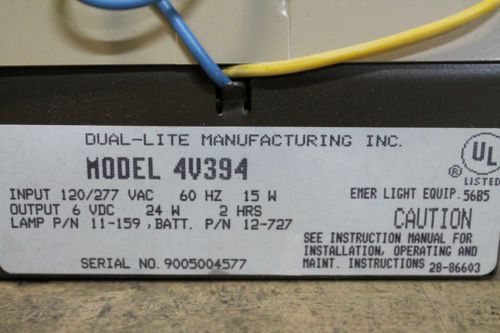 DUAL-LITE MANUFACTURING INC.
MODEL 4V394
INPUT 120/277 VAC 60 HZ 15 W
OUTPUT 6 VDC 24 W 2 HRS
LAMP P/N 11-159, BATT. P/N 12-727
SERIAL NO. 9005004577
UL
®
LISTED
EMER LIGHT EQUIP. 56B5
CAUTION
SEE INSTRUCTION MANUAL FOR
INSTALLATION, OPERATING AND
MAINT. INSTRUCTIONS 28-86603